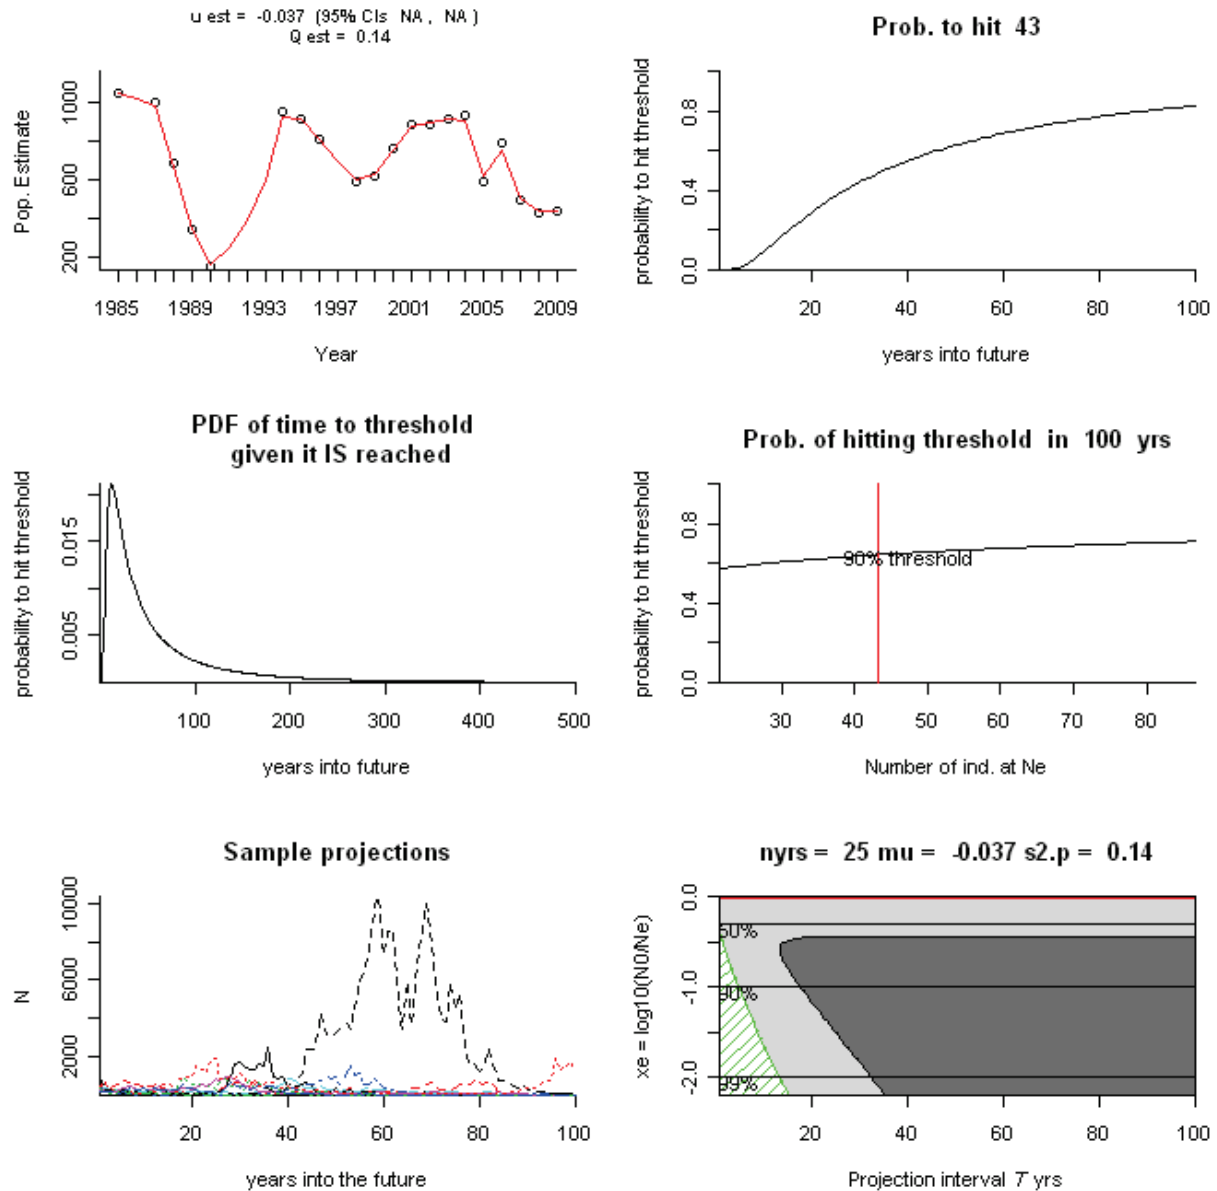 u est = -0.037 (95% CIs NA , NA )
Q est = 0.14
Pop. Estimate
1000
600
200
1985 1989 1993 1997 2001 2005 2009
Year
Prob. to hit 43
probability to hit threshold
0.8
0.4
0.0
20 40 60 80 100
years into future
PDF of time to threshold
given it IS reached
probability to hit threshold
0.015
0.005
100 200 300 400 500
years into future
Prob. of hitting threshold in 100 yrs
probability to hit threshold
0.8
0.4
0.0
90% threshold
30 40 50 60 70 80
Number of ind. at Ne
Sample projections
N
10000
6000
2000
20 40 60 80 100
years into the future
nyrs = 25 mu = -0.037 s2.p = 0.14
xe = log10(N0/Ne)
0.0
-1.0
-2.0
50%
90%
99%
20 40 60 80 100
Projection interval T yrs